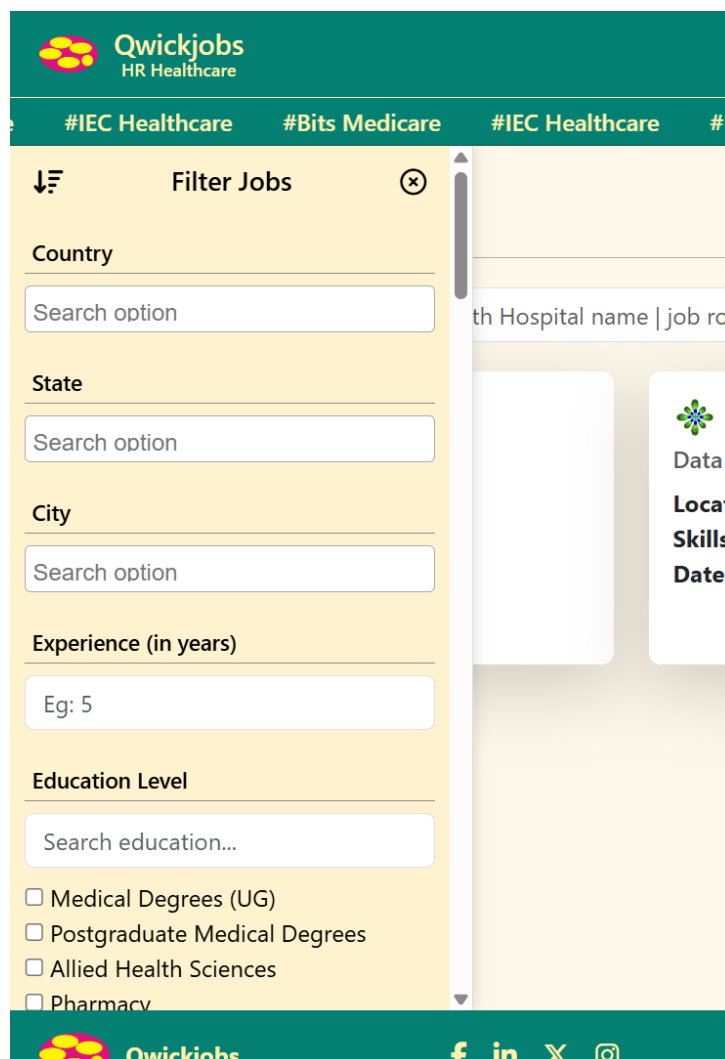 Qwickjobs
HR Healthcare
#IEC Healthcare #Bits Medicare #IEC Healthcare #
Filter Jobs
Country
Search option
th Hospital name | job ro
State
Search option
Data
Locat
Skills
Date
City
Search option
Experience (in years)
Eg: 5
Education Level
Search education...
Medical Degrees (UG)
Postgraduate Medical Degrees
Allied Health Sciences
Pharmacy
Qwickjobs